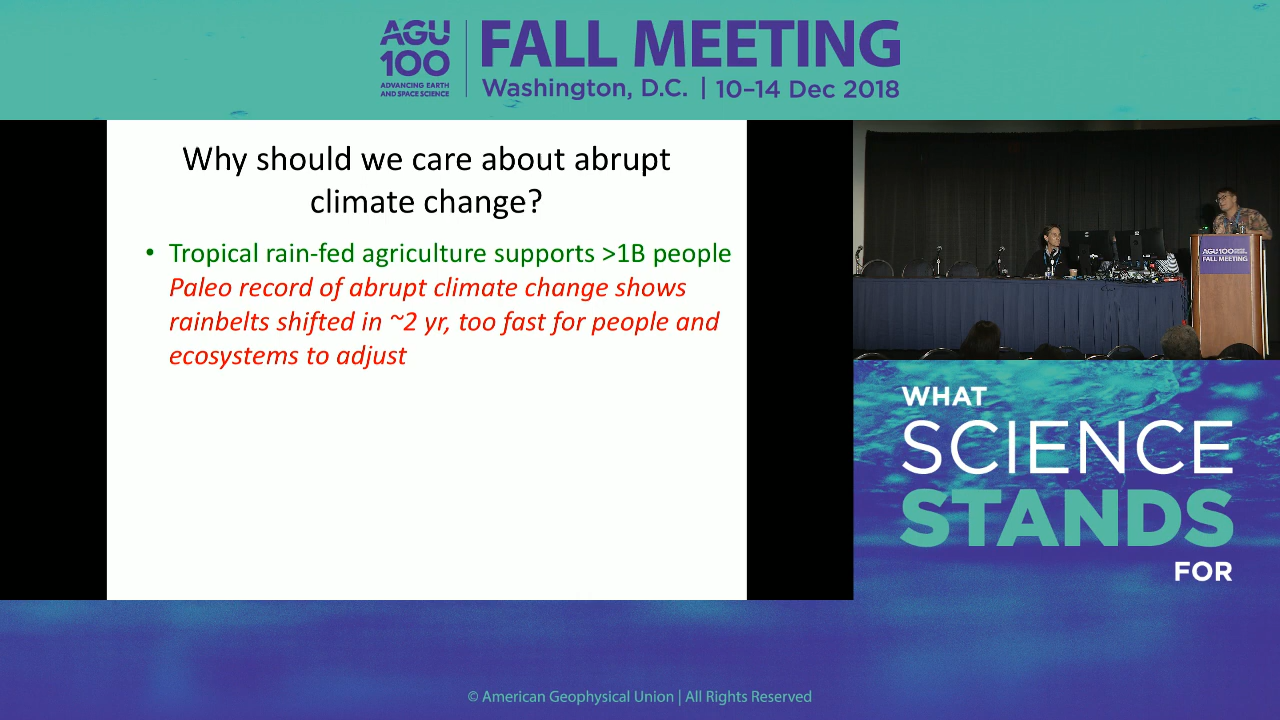 AGU
100
ADVANCING EARTH
AND SPACE SCIENCE
FALL MEETING
Washington, D.C. | 10–14 Dec 2018
Why should we care about abrupt
climate change?
• Tropical rain-fed agriculture supports >1B people
Paleo record of abrupt climate change shows
rainbelts shifted in ~2 yr, too fast for people and
ecosystems to adjust
AGU100
FALL MEETING
WHAT
SCIENCE
STANDS
FOR
© American Geophysical Union | All Rights Reserved